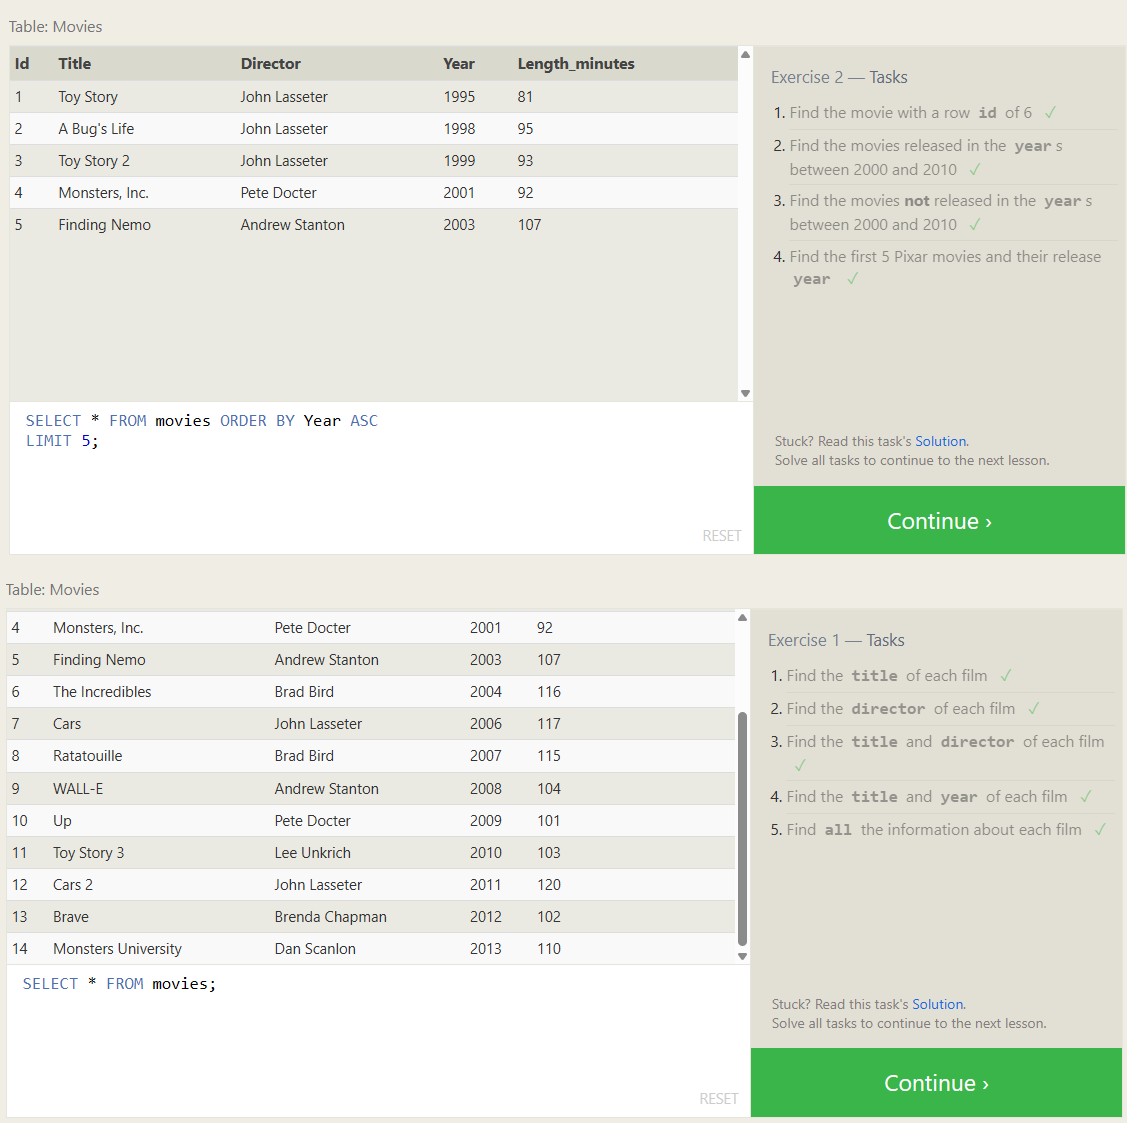 Table: Movies
Id Title Director Year Length_minutes
1 Toy Story John Lasseter 1995 81
2 A Bug's Life John Lasseter 1998 95
3 Toy Story 2 John Lasseter 1999 93
4 Monsters, Inc. Pete Docter 2001 92
5 Finding Nemo Andrew Stanton 2003 107
SELECT * FROM movies ORDER BY Year ASC
LIMIT 5;
RESET
Exercise 2 — Tasks
1. Find the movie with a row id of 6 ✓
2. Find the movies released in the year s
between 2000 and 2010 ✓
3. Find the movies not released in the year s
between 2000 and 2010 ✓
4. Find the first 5 Pixar movies and their release
year ✓
Stuck? Read this task's Solution.
Solve all tasks to continue to the next lesson.
Continue ›
Table: Movies
4 Monsters, Inc. Pete Docter 2001 92
5 Finding Nemo Andrew Stanton 2003 107
6 The Incredibles Brad Bird 2004 116
7 Cars John Lasseter 2006 117
8 Ratatouille Brad Bird 2007 115
9 WALL-E Andrew Stanton 2008 104
10 Up Pete Docter 2009 101
11 Toy Story 3 Lee Unkrich 2010 103
12 Cars 2 John Lasseter 2011 120
13 Brave Brenda Chapman 2012 102
14 Monsters University Dan Scanlon 2013 110
SELECT * FROM movies;
RESET
Exercise 1 — Tasks
1. Find the title of each film ✓
2. Find the director of each film ✓
3. Find the title and director of each film
✓
4. Find the title and year of each film ✓
5. Find all the information about each film ✓
Stuck? Read this task's Solution.
Solve all tasks to continue to the next lesson.
Continue ›